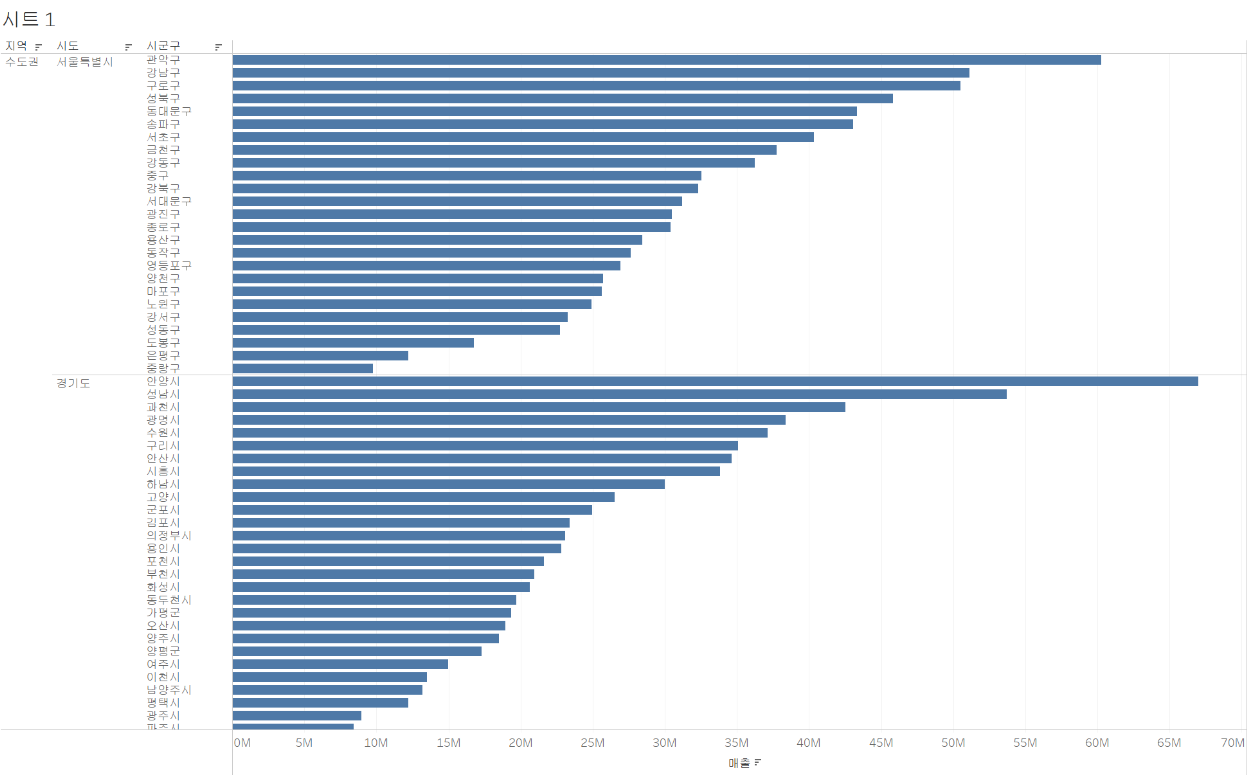 시트 1
지역 시도 시군구
수도권 서울특별시 관악구
강남구
구로구
성북구
동대문구
송파구
서초구
금천구
강동구
중구
강북구
서대문구
광진구
종로구
용산구
동작구
영등포구
양천구
마포구
노원구
강서구
성동구
도봉구
은평구
중랑구
경기도 안양시
성남시
과천시
광명시
수원시
구리시
안산시
시흥시
하남시
고양시
군포시
김포시
의정부시
용인시
포천시
부천시
화성시
동두천시
가평군
오산시
양주시
양평군
여주시
이천시
남양주시
평택시
광주시
파주시
0M 5M 10M 15M 20M 25M 30M 35M 40M 45M 50M 55M 60M 65M 70M
매출